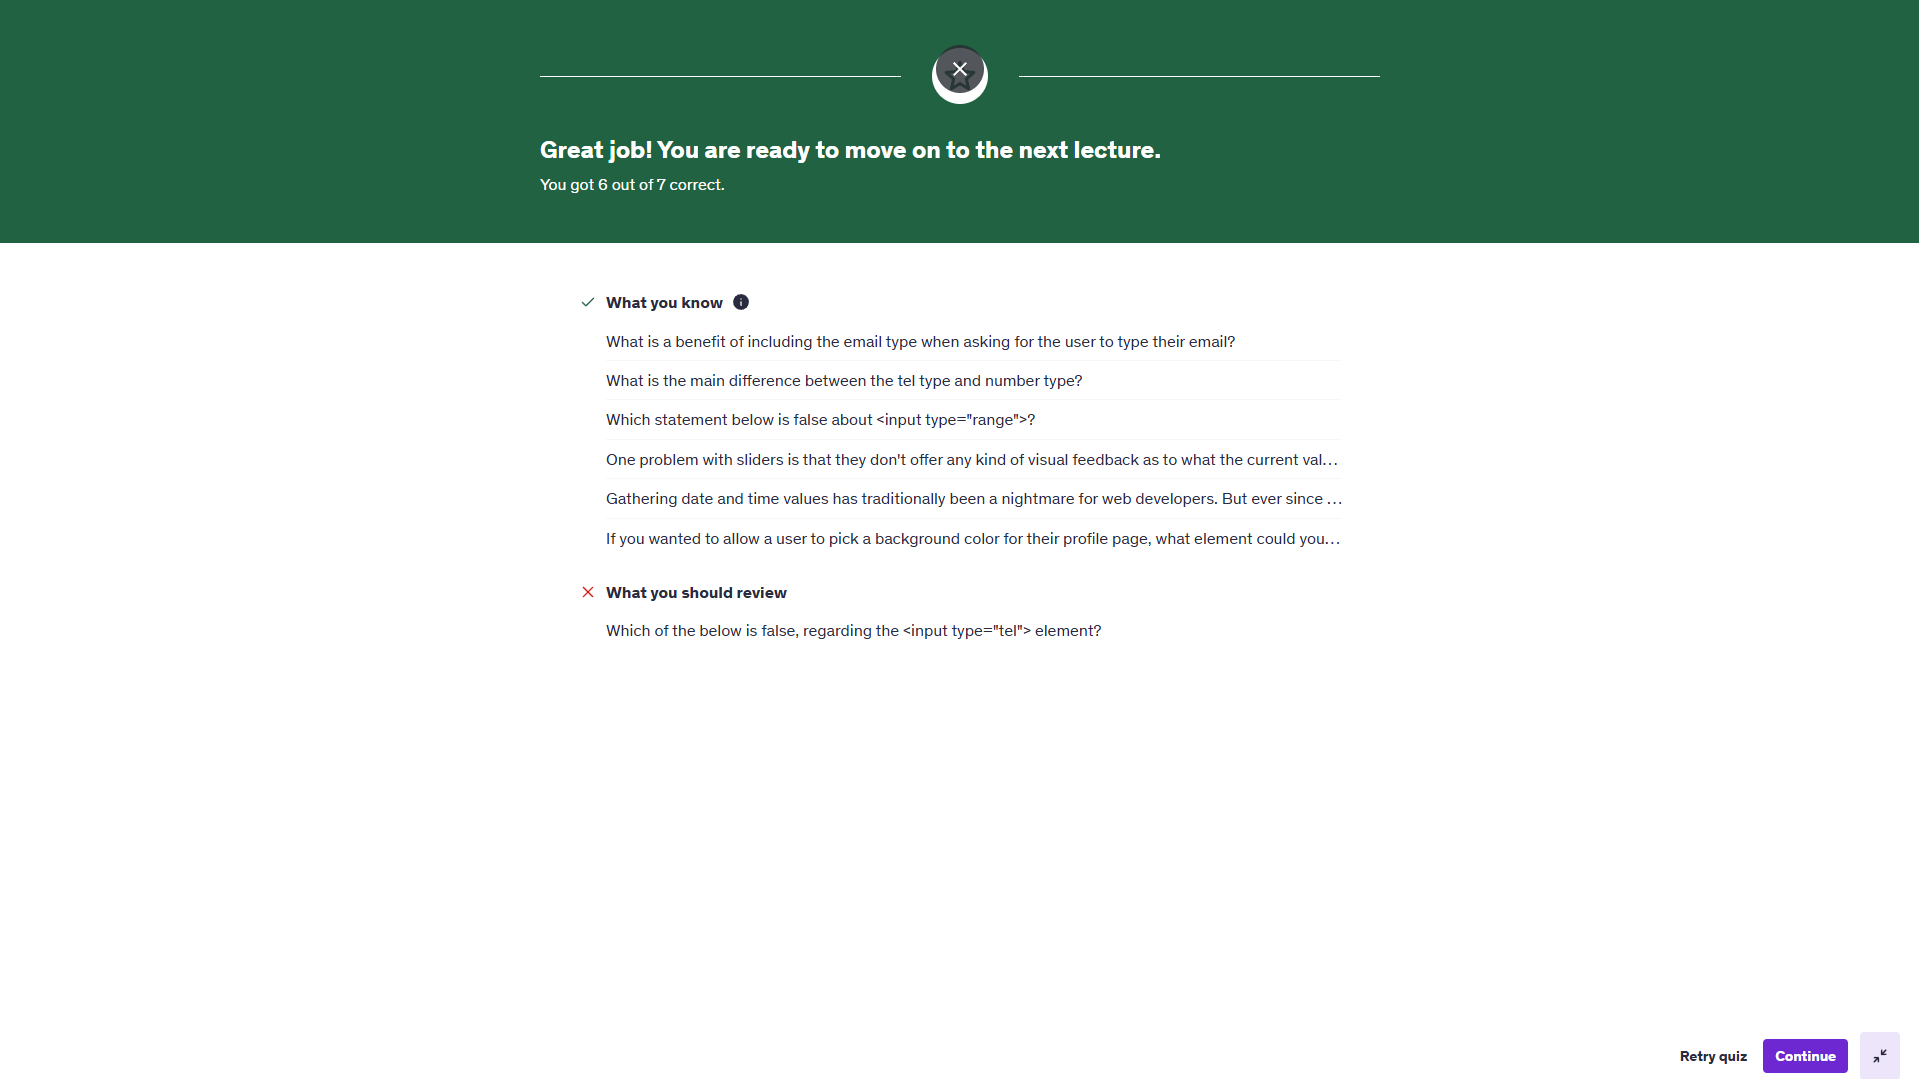 Great job! You are ready to move on to the next lecture.
You got 6 out of 7 correct.
What you know
What is a benefit of including the email type when asking for the user to type their email?
What is the main difference between the tel type and number type?
Which statement below is false about <input type="range">?
One problem with sliders is that they don't offer any kind of visual feedback as to what the current val...
Gathering date and time values has traditionally been a nightmare for web developers. But ever since ...
If you wanted to allow a user to pick a background color for their profile page, what element could you...
What you should review
Which of the below is false, regarding the <input type="tel"> element?
Retry quiz
Continue